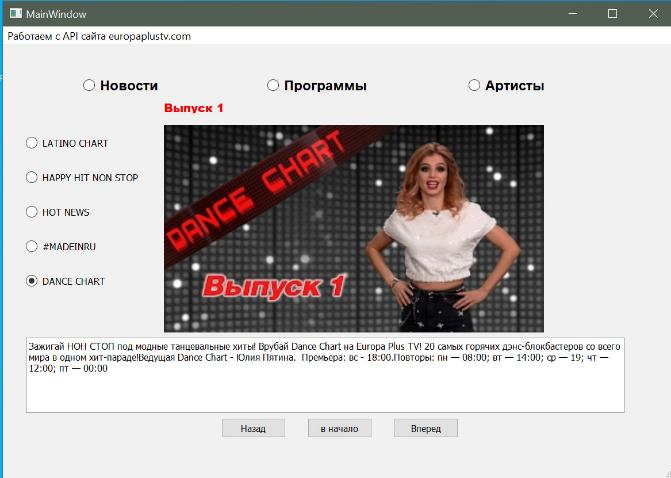 MainWindow
Работаем с API сайта europaplustv.com
Новости
Программы
Артисты
Выпуск 1
LATINO CHART
HAPPY HIT NON STOP
HOT NEWS
#MADEINRU
DANCE CHART
DANCE CHART
Выпуск 1
Зажигай НОН СТОП под модные танцевальные хиты! Врубай Dance Chart на Europa Plus TV! 20 самых горячих дэнс-блокбастеров со всего
мира в одном хит-параде!Ведущая Dance Chart - Юлия Пятина.  Премьера: вс - 18:00.Повторы: пн — 08:00; вт — 14:00; ср — 19; чт —
12:00; пт — 00:00
Назад
в начало
Вперед